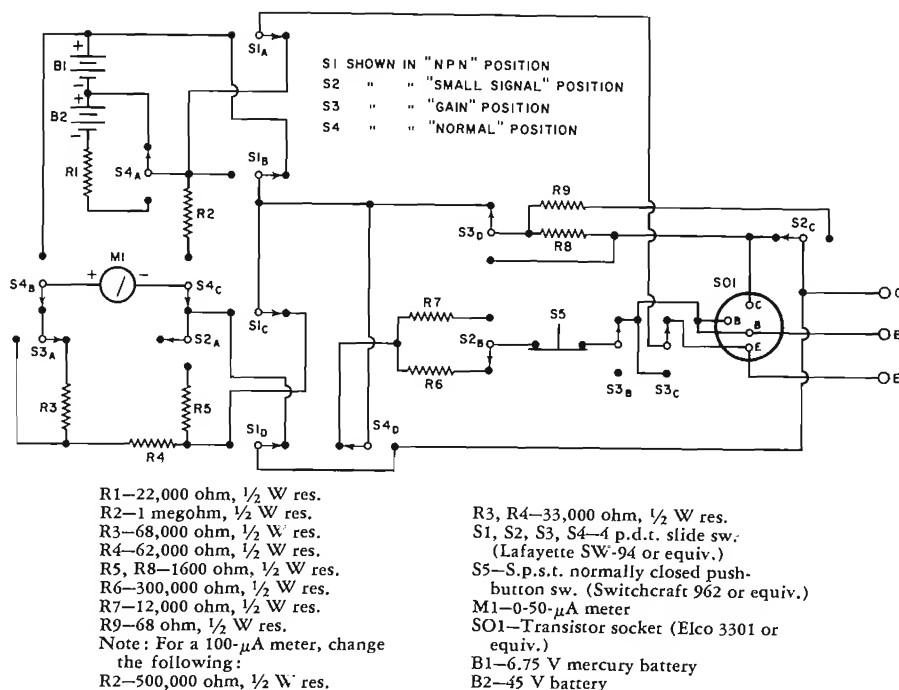 S1 SHOWN IN "NPN" POSITION
S2 " " "SMALL SIGNAL" POSITION
S3 " " "GAIN" POSITION
S4 " " "NORMAL" POSITION
+
B1
-
+
B2
-
R1
S4A
R2
S1A
S1B
M1
+
-
S4B
S4C
S3A
S2A
R3
R5
R4
S1C
S1D
S4D
R7
R6
S2B
S5
S3B
S3C
S3D
R9
R8
S2C
SO1
C
B
B
E
C
B
E
R1—22,000 ohm, ½ W res.
R2—1 megohm, ½ W res.
R3—68,000 ohm, ½ W res.
R4—62,000 ohm, ½ W res.
R5, R8—1600 ohm, ½ W res.
R6—300,000 ohm, ½ W res.
R7—12,000 ohm, ½ W res.
R9—68 ohm, ½ W res.
Note: For a 100-μA meter, change
the following:
R2—500,000 ohm, ½ W res.
R3, R4—33,000 ohm, ½ W res.
S1, S2, S3, S4—4 p.d.t. slide sw.
(Lafayette SW-94 or equiv.)
S5—S.p.s.t. normally closed push-
button sw. (Switchcraft 962 or equiv.)
M1—0-50-μA meter
SO1—Transistor socket (Elco 3301 or
equiv.)
B1—6.75 V mercury battery
B2—45 V battery